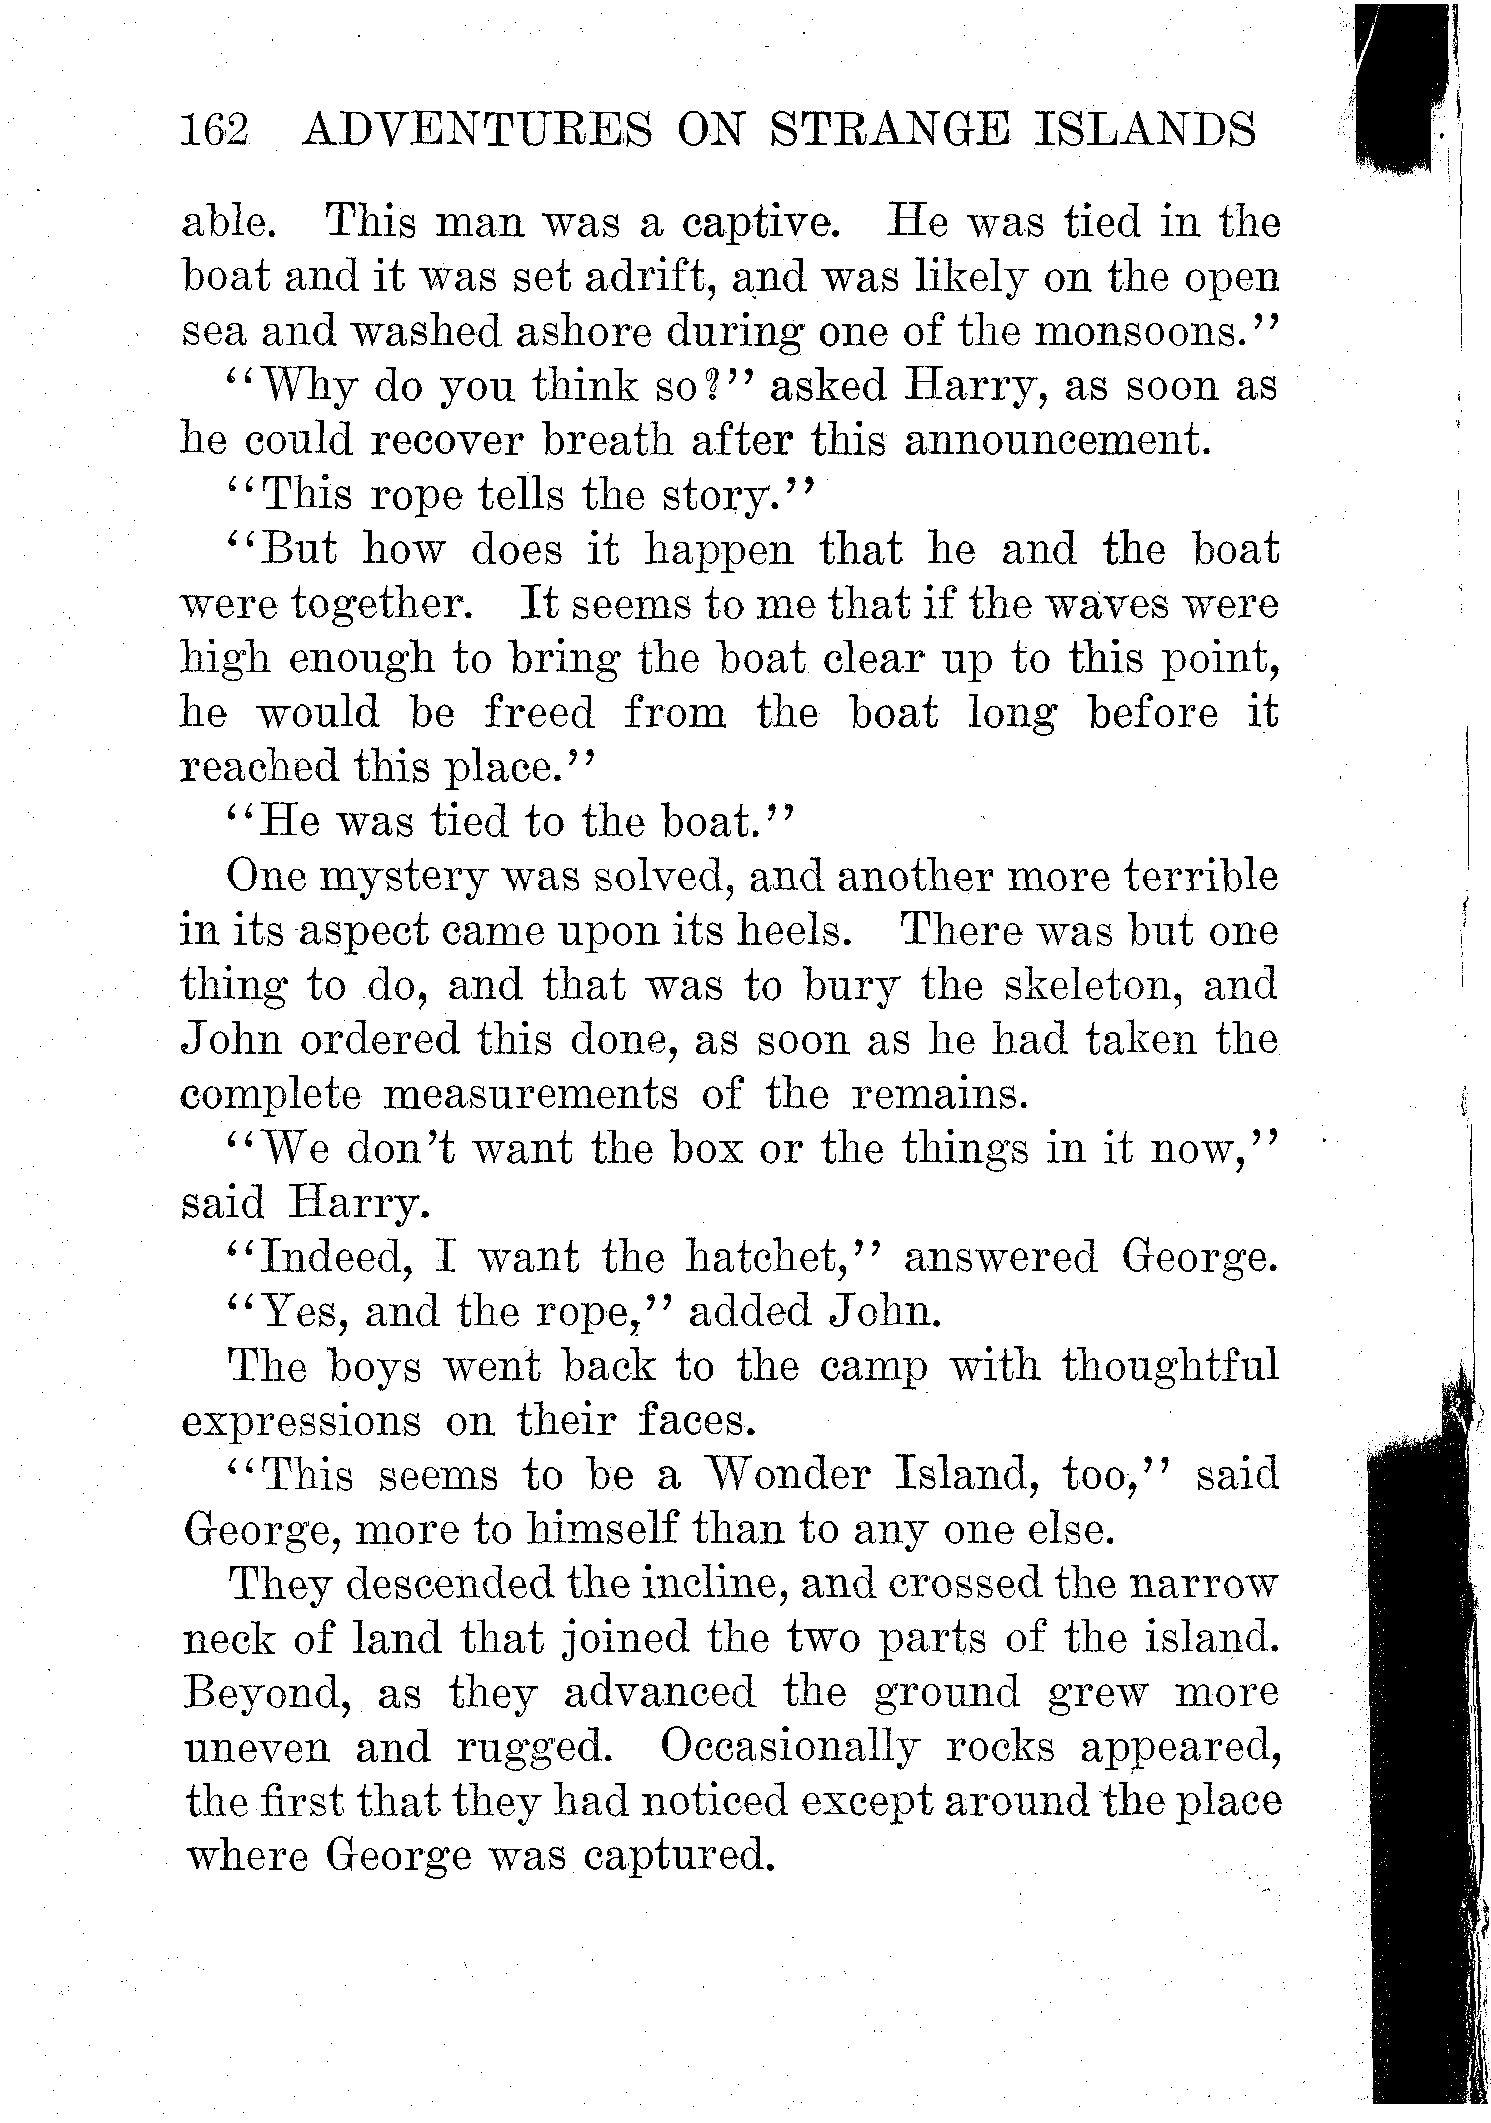 162 ADVENTURES ON STRANGE ISLANDS
able. This man was a captive. He was tied in the
boat and it was set adrift, and was likely on the open
sea and washed ashore during one of the monsoons."
"Why do you think so?" asked Harry, as soon as
he could recover breath after this announcement.
"This rope tells the story."
"But how does it happen that he and the boat
were together. It seems to me that if the waves were
high enough to bring the boat clear up to this point,
he would be freed from the boat long before it
reached this place."
"He was tied to the boat."
One mystery was solved, and another more terrible
in its aspect came upon its heels. There was but one
thing to do, and that was to bury the skeleton, and
John ordered this done, as soon as he had taken the
complete measurements of the remains.
"We don't want the box or the things in it now,"
said Harry.
"Indeed, I want the hatchet," answered George.
"Yes, and the rope," added John.
The boys went back to the camp with thoughtful
expressions on their faces.
"This seems to be a Wonder Island, too," said
George, more to himself than to any one else.
They descended the incline, and crossed the narrow
neck of land that joined the two parts of the island.
Beyond, as they advanced the ground grew more
uneven and rugged. Occasionally rocks appeared,
the first that they had noticed except around the place
where George was captured.